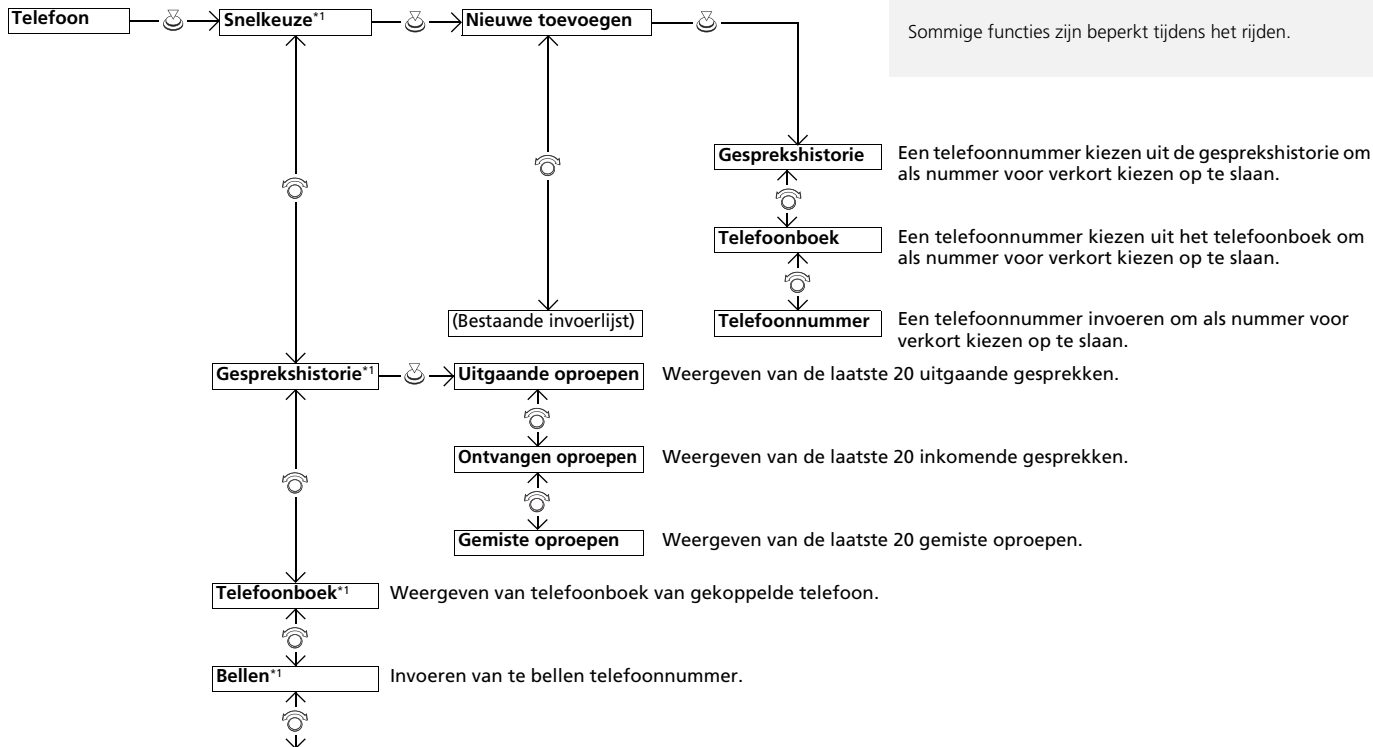 Telefoon
Snelkeuze*1
Nieuwe toevoegen
Sommige functies zijn beperkt tijdens het rijden.
Gesprekshistorie
Een telefoonnummer kiezen uit de gesprekshistorie om
als nummer voor verkort kiezen op te slaan.
Telefoonboek
Een telefoonnummer kiezen uit het telefoonboek om
als nummer voor verkort kiezen op te slaan.
(Bestaande invoerlijst)
Telefoonnummer
Een telefoonnummer invoeren om als nummer voor
verkort kiezen op te slaan.
Gesprekshistorie*1
Uitgaande oproepen
Weergeven van de laatste 20 uitgaande gesprekken.
Ontvangen oproepen
Weergeven van de laatste 20 inkomende gesprekken.
Gemiste oproepen
Weergeven van de laatste 20 gemiste oproepen.
Telefoonboek*1
Weergeven van telefoonboek van gekoppelde telefoon.
Bellen*1
Invoeren van te bellen telefoonnummer.